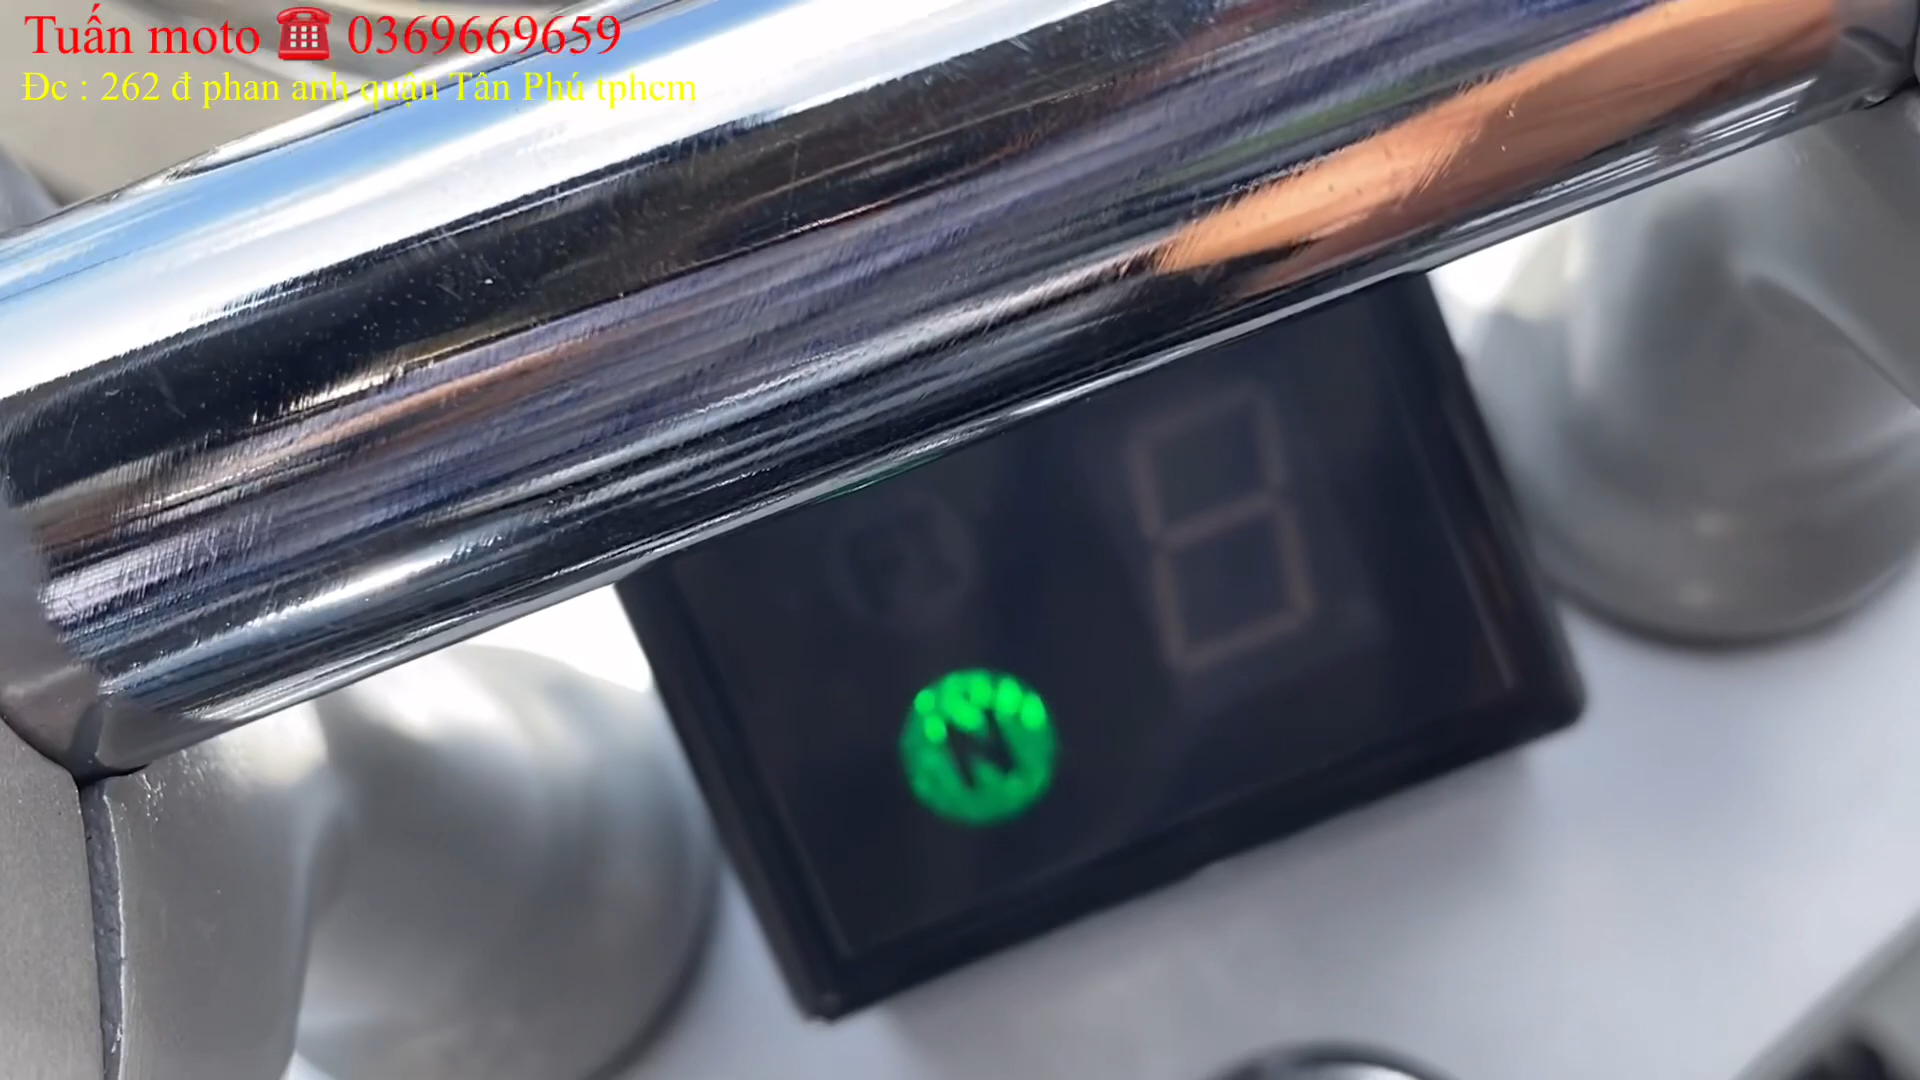 Tuấn moto ☎ 0369669659
Đc : 262 đ phan anh quận Tân Phú tphcm
N